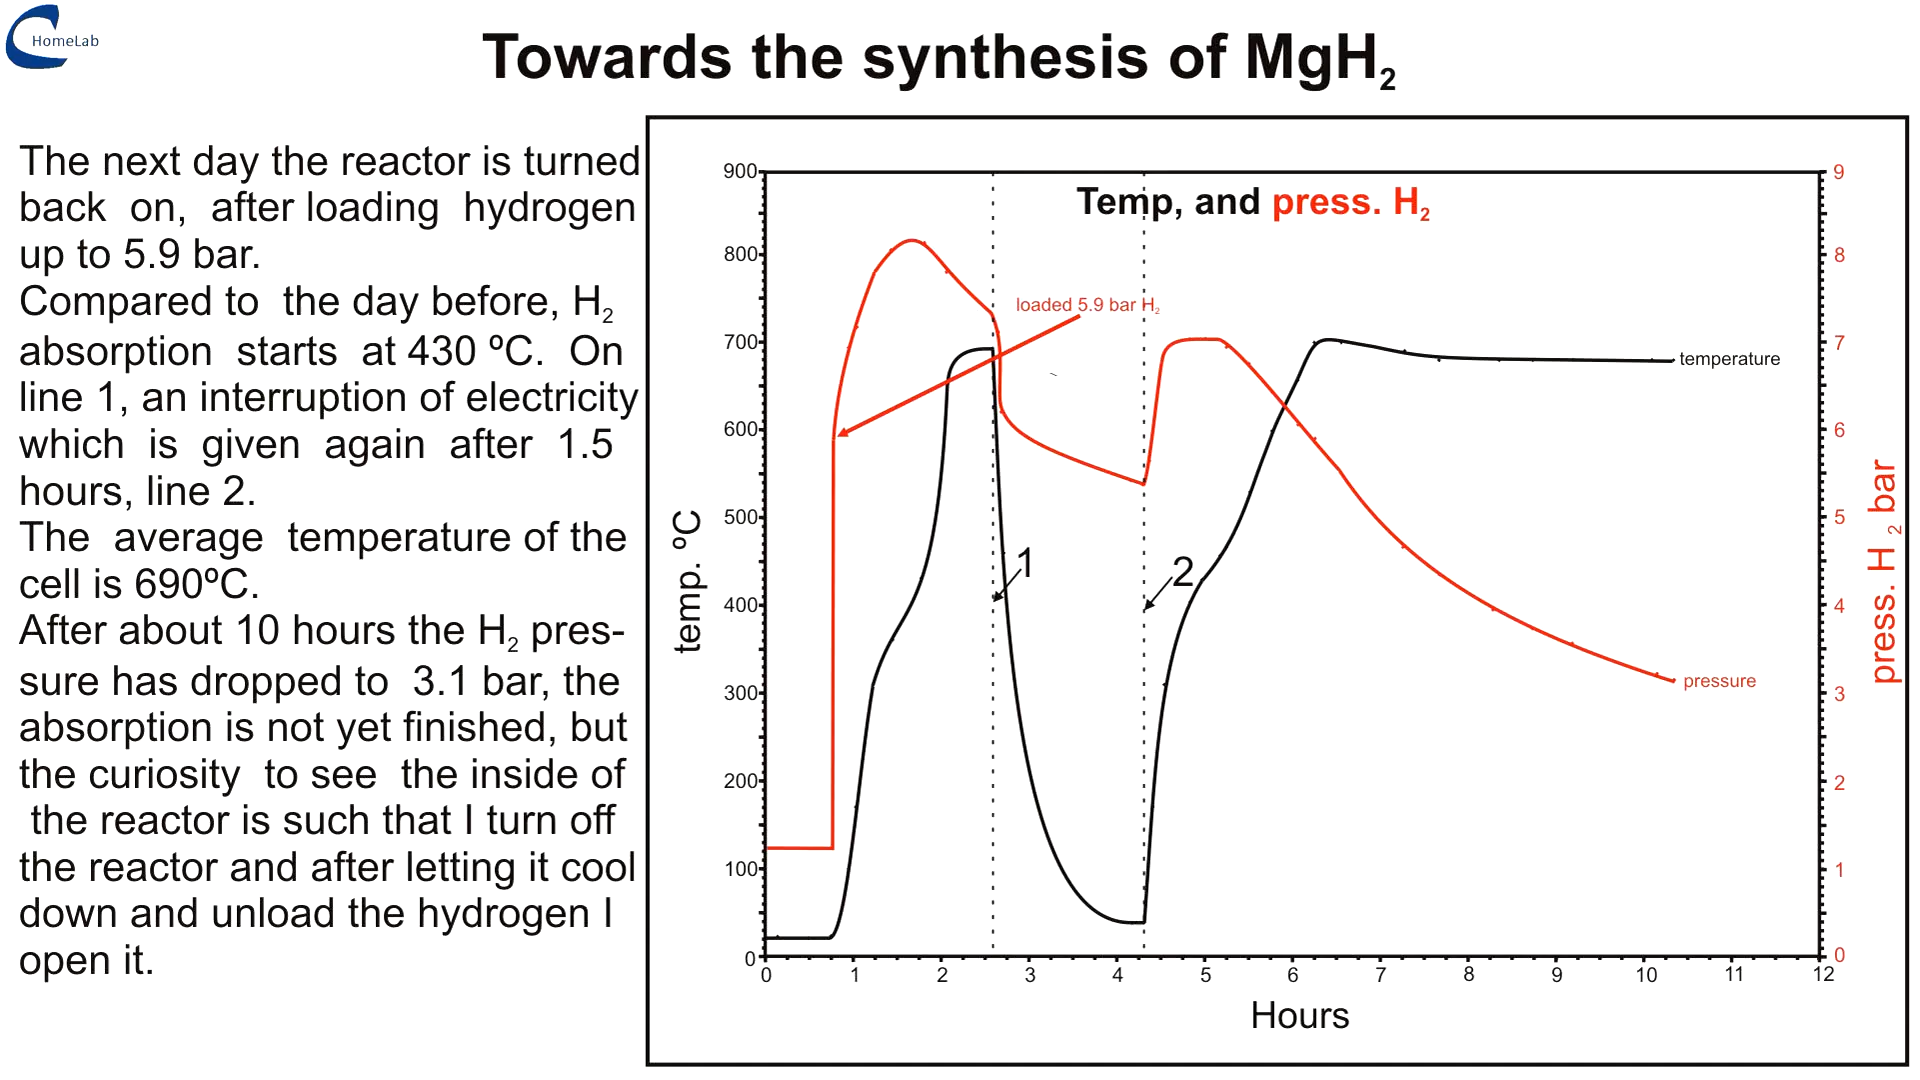 HomeLab
Towards the synthesis of MgH₂
The next day the reactor is turned
back on, after loading hydrogen
up to 5.9 bar.
Compared to the day before, H₂
absorption starts at 430 ºC. On
line 1, an interruption of electricity
which is given again after 1.5
hours, line 2.
The average temperature of the
cell is 690ºC.
After about 10 hours the H₂ pres-
sure has dropped to 3.1 bar, the
absorption is not yet finished, but
the curiosity to see the inside of
the reactor is such that I turn off
the reactor and after letting it cool
down and unload the hydrogen I
open it.
Temp, and press. H₂
loaded 5.9 bar H₂
temperature
pressure
1
2
temp. ºC
900
800
700
600
500
400
300
200
100
0
press. H₂ bar
9
8
7
6
5
4
3
2
1
0
0 1 2 3 4 5 6 7 8 9 10 11 12
Hours